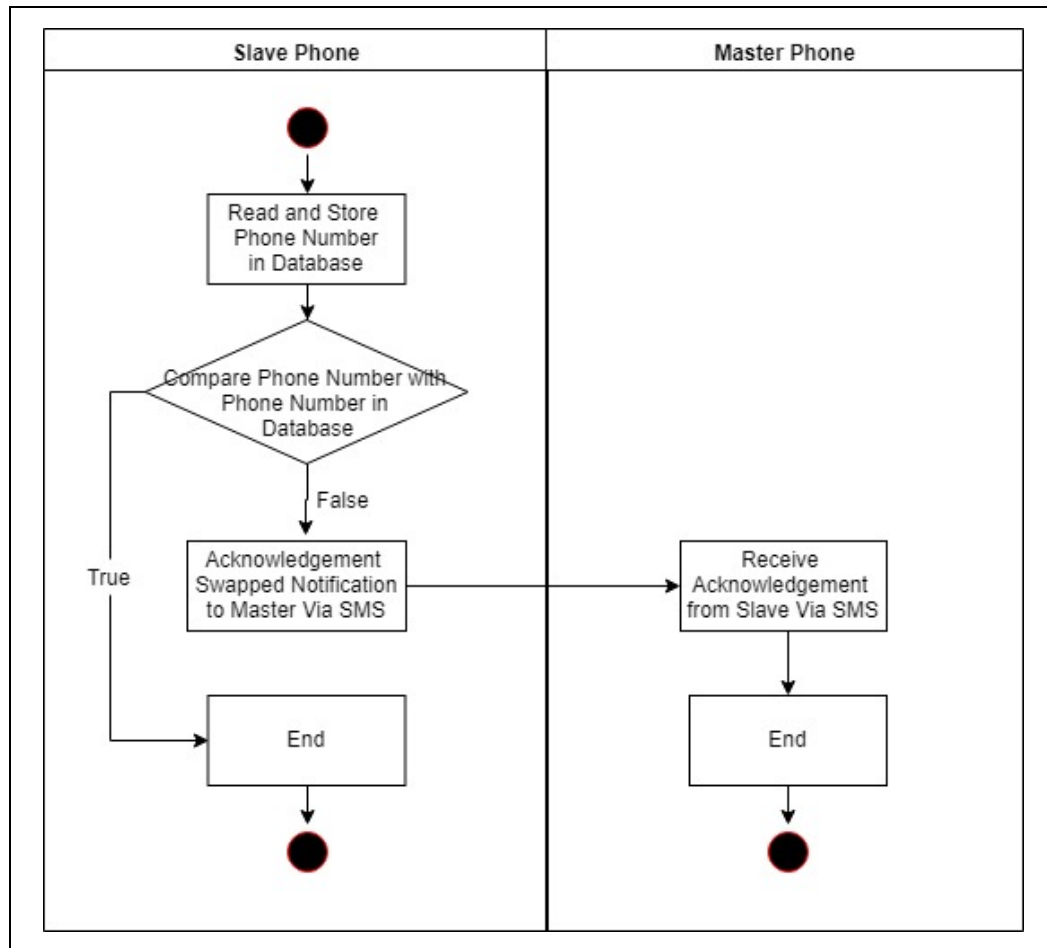 Slave Phone
Master Phone
Read and Store
Phone Number
in Database
Compare Phone Number with
Phone Number in
Database
False
True
Acknowledgement
Swapped Notification
to Master Via SMS
Receive
Acknowledgement
from Slave Via SMS
End
End